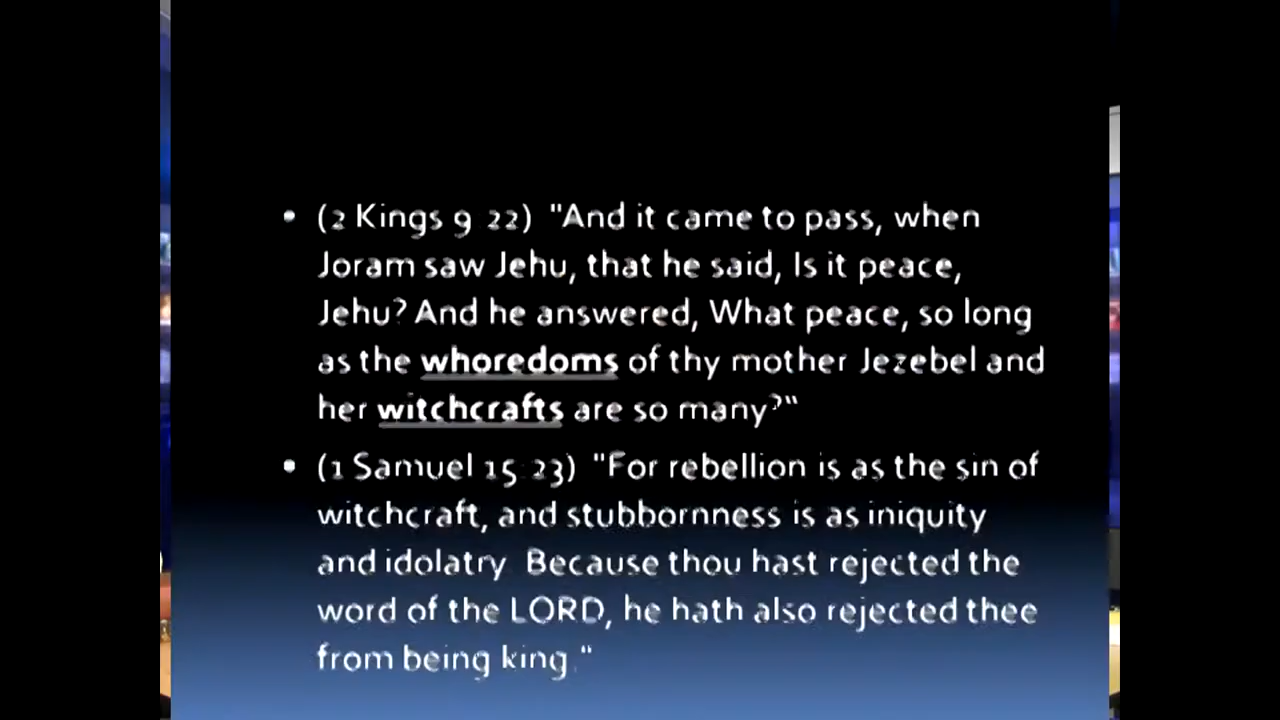 • (2 Kings 9 22) "And it came to pass, when
Joram saw Jehu, that he said, Is it peace,
Jehu? And he answered, What peace, so long
as the whoredoms of thy mother Jezebel and
her witchcrafts are so many?"
• (1 Samuel 15 23) "For rebellion is as the sin of
witchcraft, and stubbornness is as iniquity
and idolatry Because thou hast rejected the
word of the LORD, he hath also rejected thee
from being king."